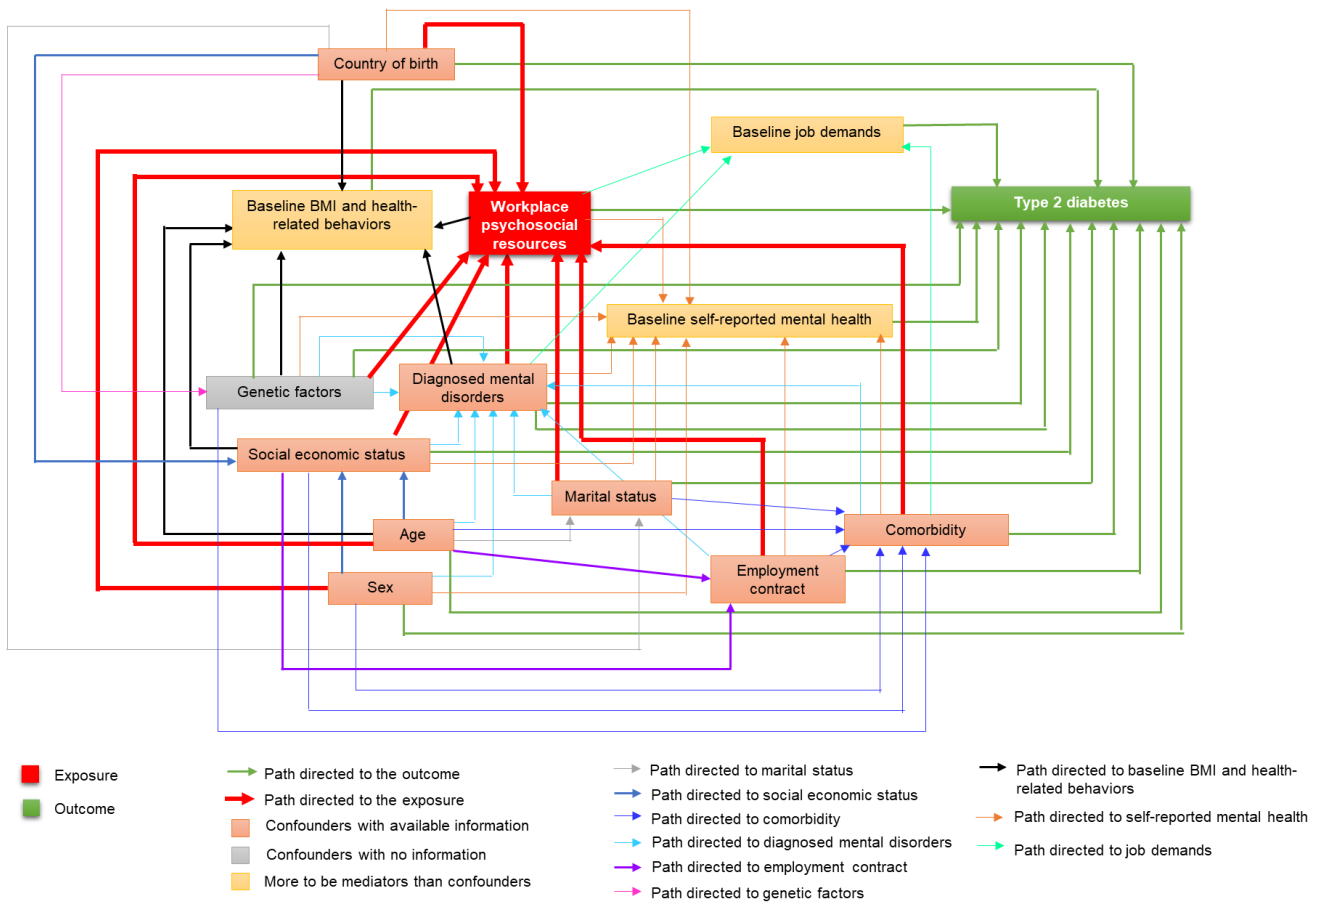 Country of birth
Baseline job demands
Baseline BMI and health-
related behaviors
Workplace
psychosocial
resources
Type 2 diabetes
Baseline self-reported mental health
Genetic factors
Diagnosed mental
disorders
Social economic status
Marital status
Age
Comorbidity
Sex
Employment
contract
Exposure
Outcome
Path directed to the outcome
Path directed to the exposure
Confounders with available information
Confounders with no information
More to be mediators than confounders
Path directed to marital status
Path directed to social economic status
Path directed to comorbidity
Path directed to diagnosed mental disorders
Path directed to employment contract
Path directed to genetic factors
Path directed to baseline BMI and health-
related behaviors
Path directed to self-reported mental health
Path directed to job demands